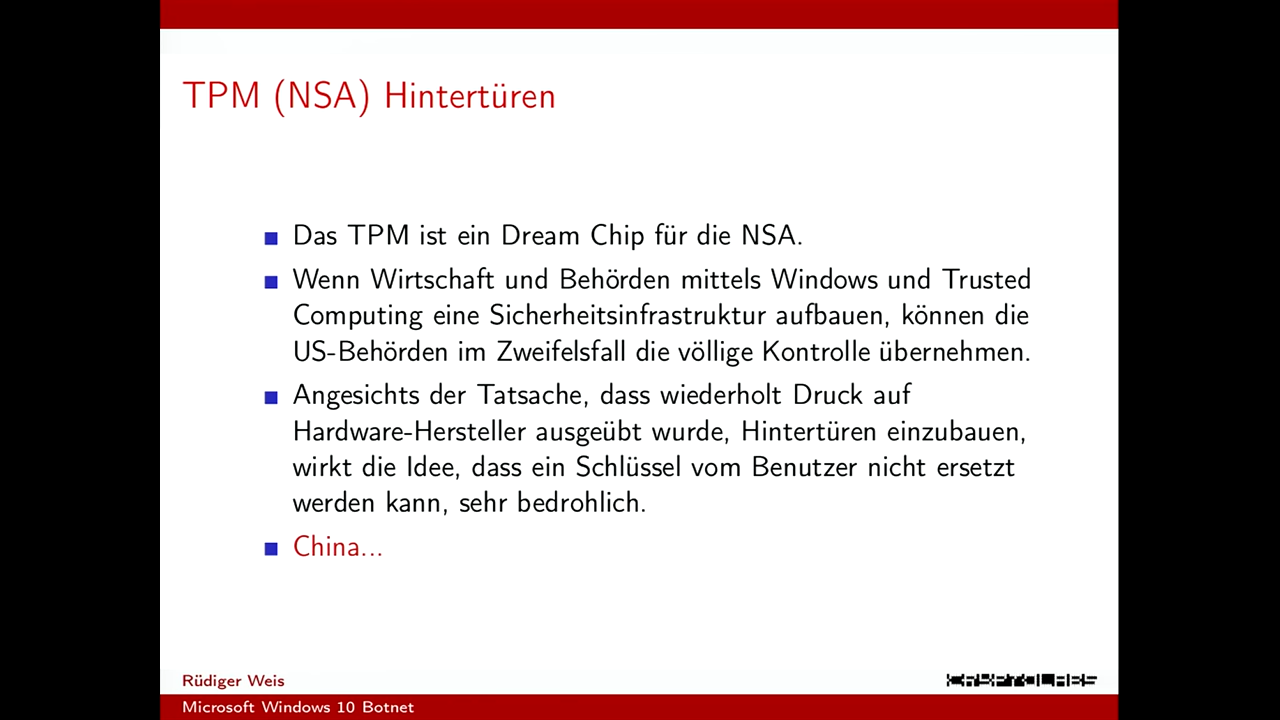 TPM (NSA) Hintertüren
Das TPM ist ein Dream Chip für die NSA.
Wenn Wirtschaft und Behörden mittels Windows und Trusted
Computing eine Sicherheitsinfrastruktur aufbauen, können die
US-Behörden im Zweifelsfall die völlige Kontrolle übernehmen.
Angesichts der Tatsache, dass wiederholt Druck auf
Hardware-Hersteller ausgeübt wurde, Hintertüren einzubauen,
wirkt die Idee, dass ein Schlüssel vom Benutzer nicht ersetzt
werden kann, sehr bedrohlich.
China...
Rüdiger Weis
Microsoft Windows 10 Botnet